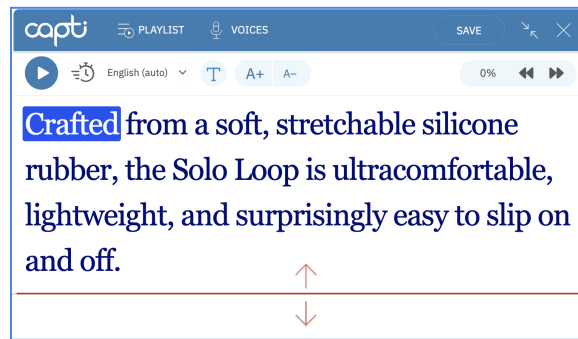 capti PLAYLIST VOICES SAVE
English (auto) T A+ A− 0%
Crafted from a soft, stretchable silicone
rubber, the Solo Loop is ultracomfortable,
lightweight, and surprisingly easy to slip on
and off.